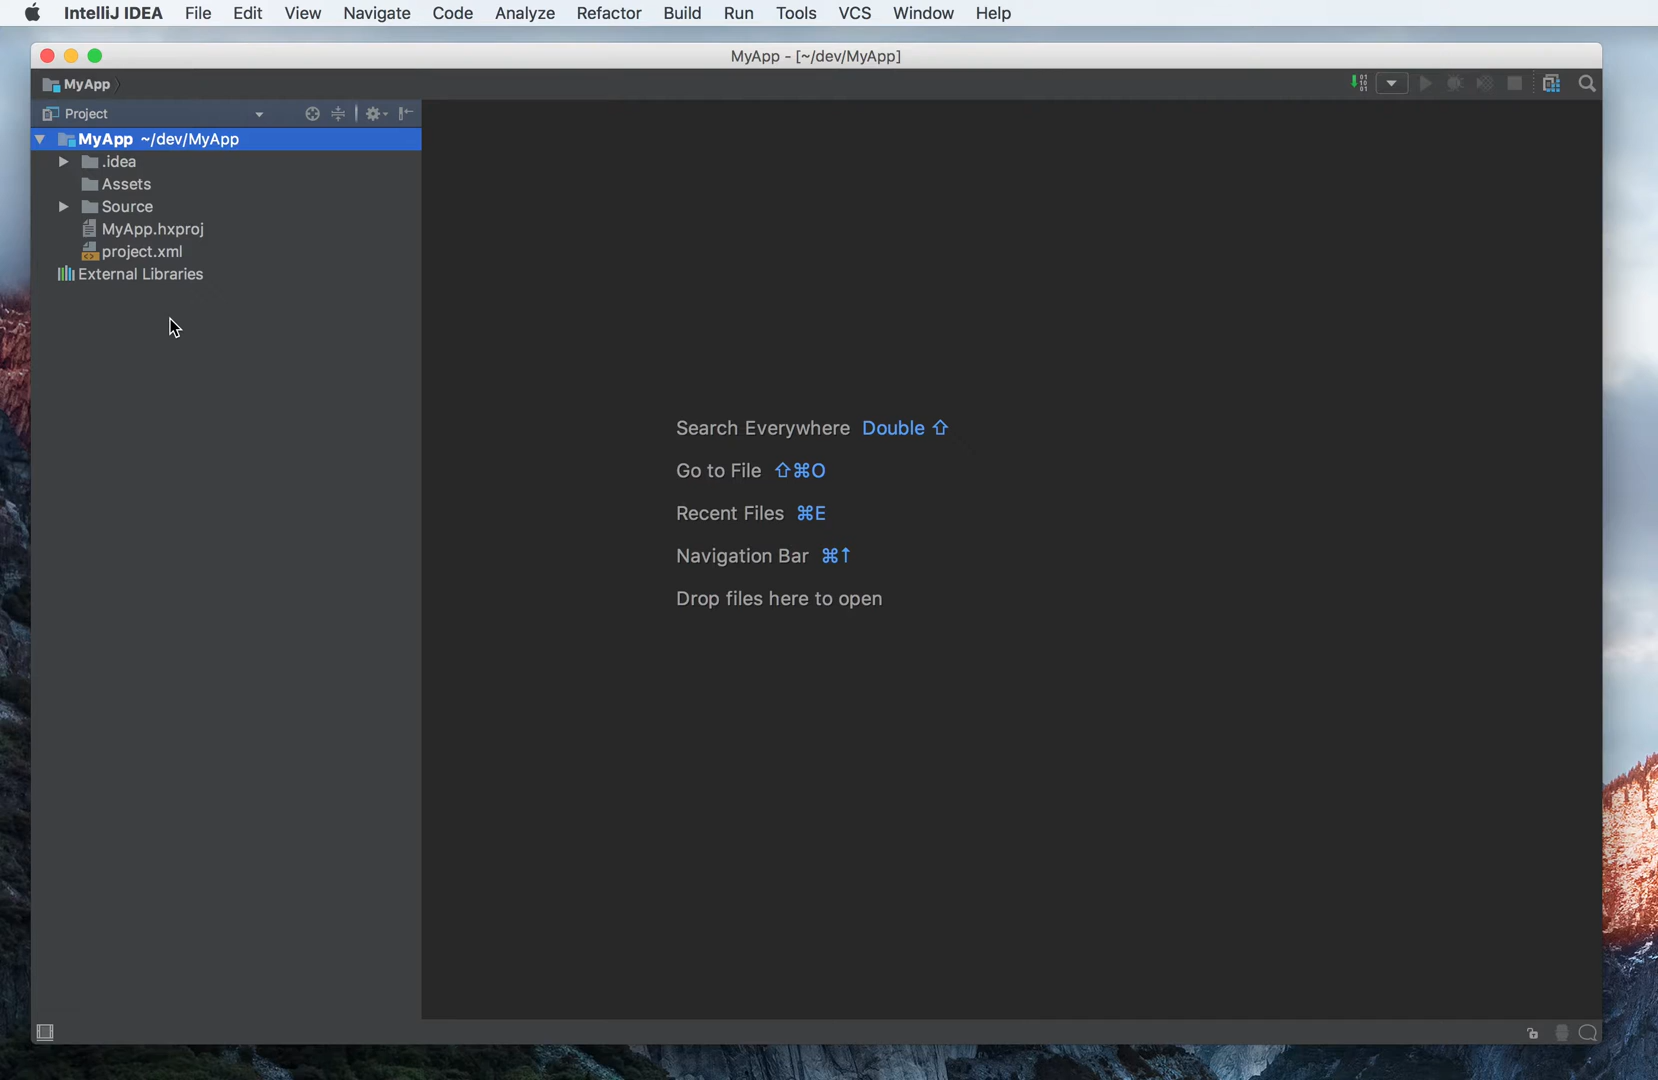 IntelliJ IDEA File Edit View Navigate Code Analyze Refactor Build Run Tools VCS Window Help
MyApp - [~/dev/MyApp]
MyApp
Project
MyApp ~/dev/MyApp
.idea
Assets
Source
MyApp.hxproj
project.xml
External Libraries
Search Everywhere Double ⇧
Go to File ⇧⌘O
Recent Files ⌘E
Navigation Bar ⌘↑
Drop files here to open